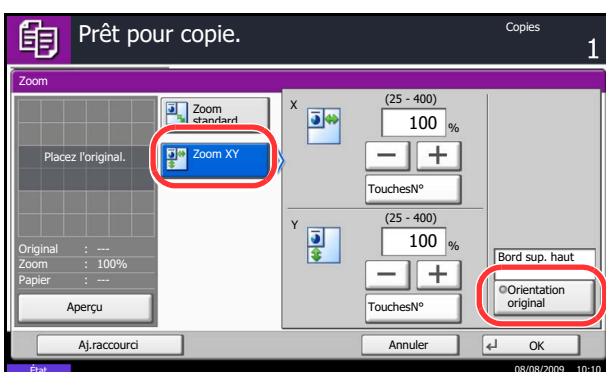 Prêt pour copie.
Copies
1
Zoom
Placez l'original.
Original : ---
Zoom : 100%
Papier : ---
Aperçu
Zoom
standard
Zoom XY
X
(25 - 400)
100 %
TouchesN°
Y
(25 - 400)
100 %
TouchesN°
Bord sup. haut
Orientation
original
Aj.raccourci
Annuler
OK
État
08/08/2009 10:10